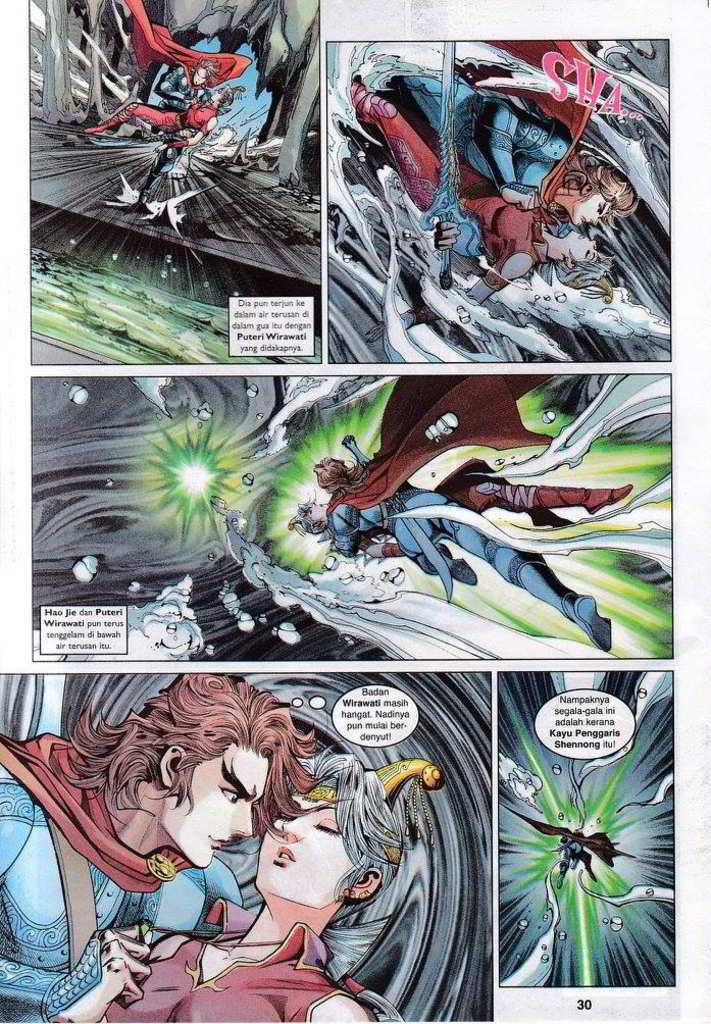 SHA...
Dia pun terjun ke
dalam air terusan di
dalam gua itu dengan
Puteri Wirawati
yang didakapnya.
Hao Jie dan Puteri
Wirawati pun terus
tenggelam di bawah
air terusan itu.
Badan
Wirawati masih
hangat. Nadinya
pun mulai ber-
denyut!
Nampaknya
segala-gala ini
adalah kerana
Kayu Penggaris
Shennong itu!
30